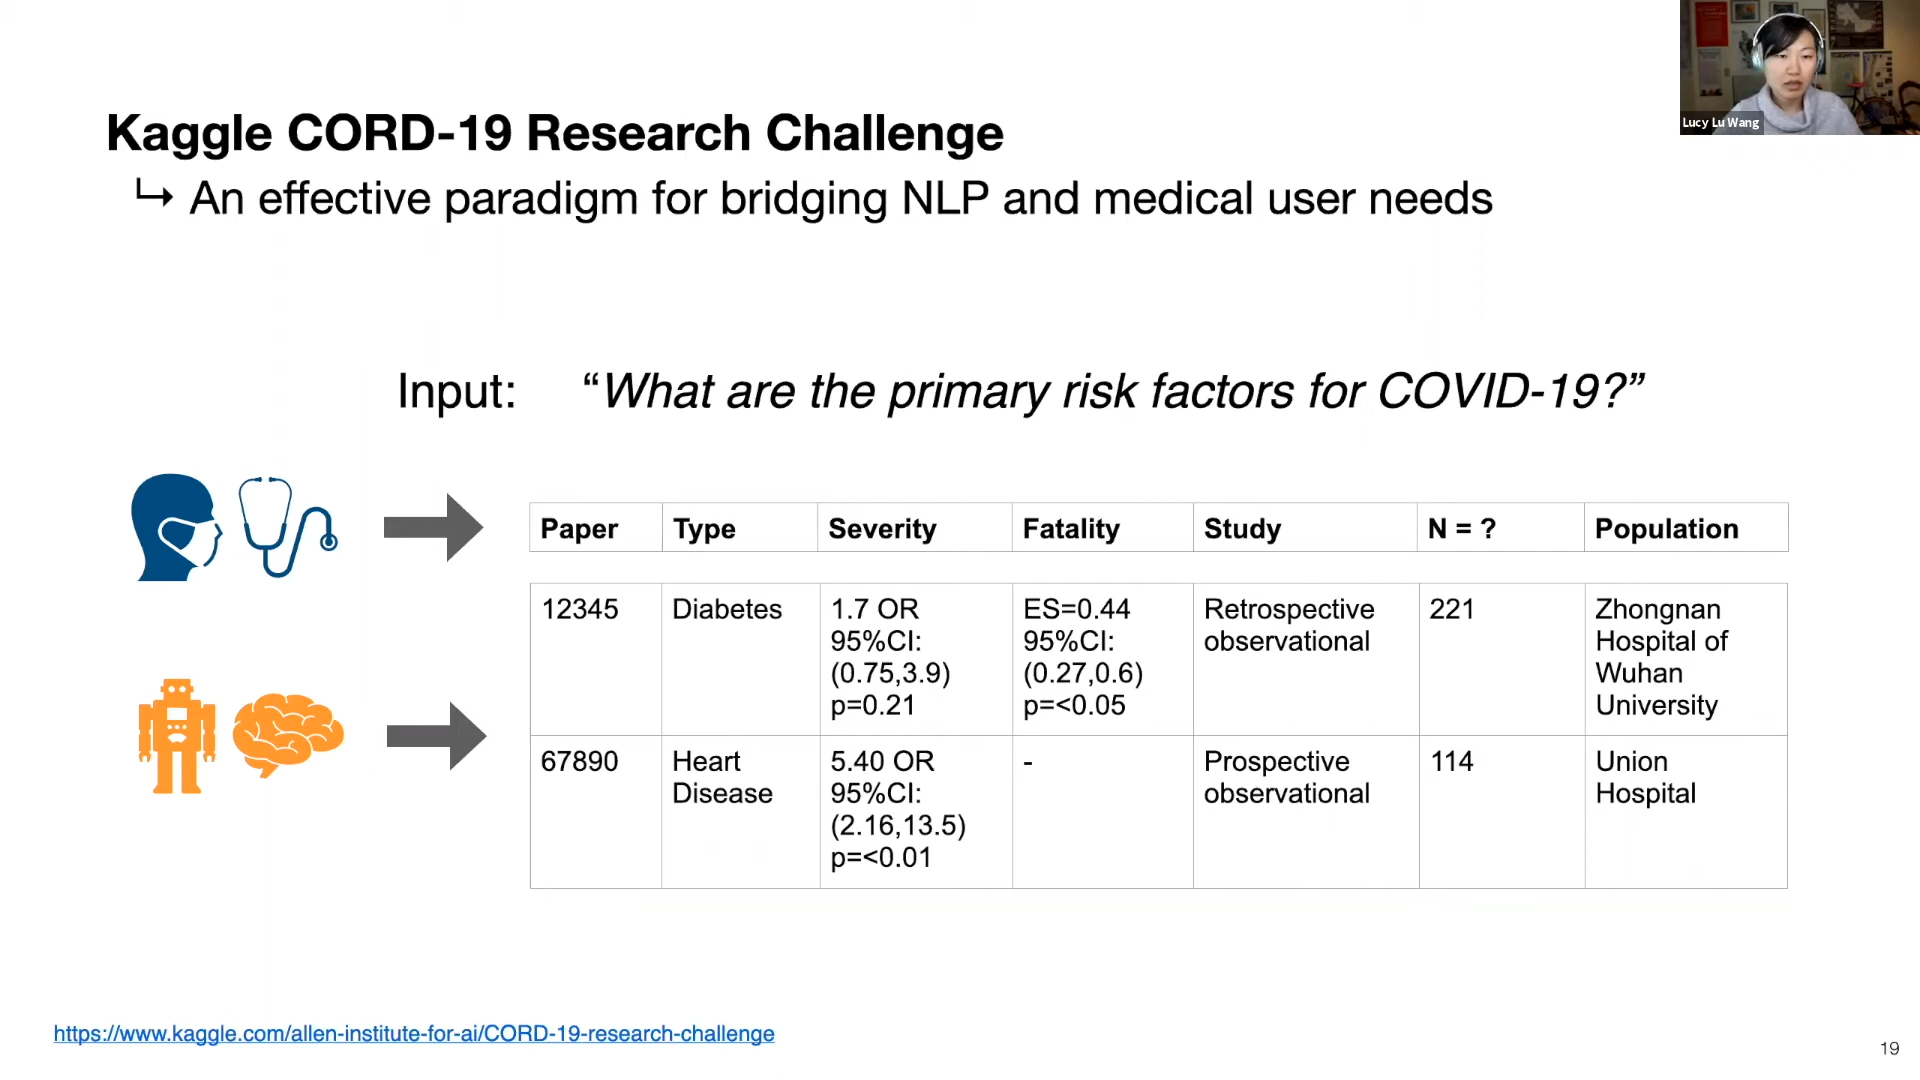 Lucy Lu Wang
Kaggle CORD-19 Research Challenge
↳ An effective paradigm for bridging NLP and medical user needs
Input: “What are the primary risk factors for COVID-19?”
Paper Type Severity Fatality Study N = ? Population
12345 Diabetes 1.7 OR ES=0.44 Retrospective 221 Zhongnan
95%CI: 95%CI: observational Hospital of
(0.75,3.9) (0.27,0.6) Wuhan
p=0.21 p=<0.05 University
67890 Heart 5.40 OR - Prospective 114 Union
Disease 95%CI: observational Hospital
(2.16,13.5)
p=<0.01
https://www.kaggle.com/allen-institute-for-ai/CORD-19-research-challenge
19